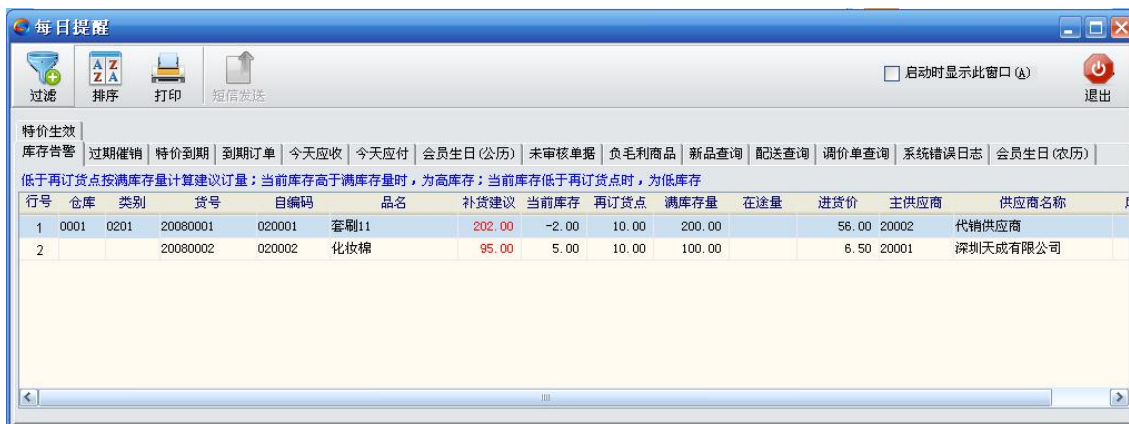 每日提醒
过滤 排序 打印 短信发送 启动时显示此窗口(A) 退出
特价生效
库存告警 过期催销 特价到期 到期订单 今天应收 今天应付 会员生日(公历) 未审核单据 负毛利商品 新品查询 配送查询 调价单查询 系统错误日志 会员生日(农历)
低于再订货点按满库存量计算建议订量;当前库存高于满库存量时,为高库存;当前库存低于再订货点时,为低库存
行号 仓库 类别 货号 自编码 品名 补货建议 当前库存 再订货点 满库存量 在途量 进货价 主供应商 供应商名称
1 0001 0201 20080001 020001 套刷11 202.00 -2.00 10.00 200.00 56.00 20002 代销供应商
2 20080002 020002 化妆棉 95.00 5.00 10.00 100.00 6.50 20001 深圳天成有限公司